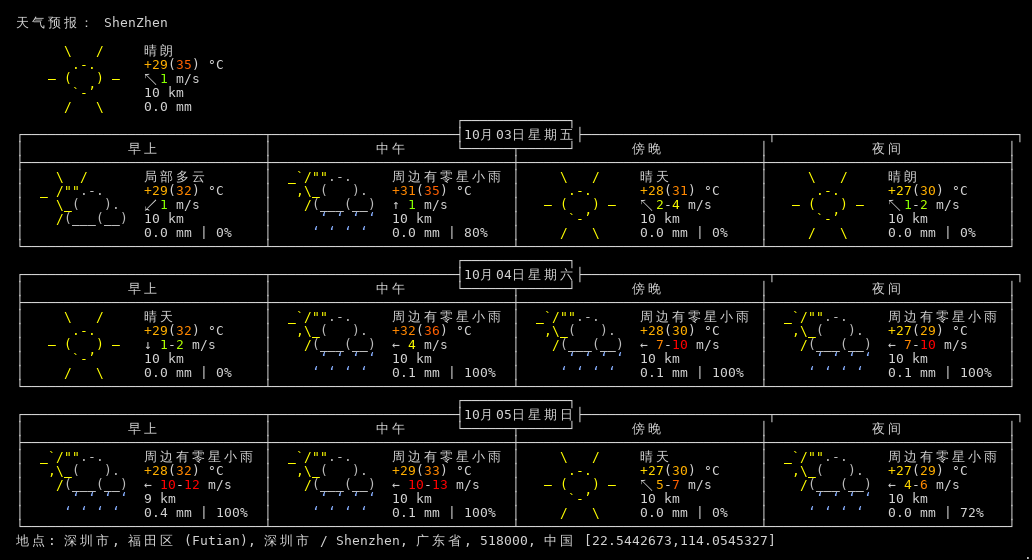 天气预报： ShenZhen
晴朗
+29(35) °C
↖ 1 m/s
10 km
0.0 mm
10月03日星期五
早上 中午 傍晚 夜间
局部多云 周边有零星小雨 晴天 晴朗
+29(32) °C +31(35) °C +28(31) °C +27(30) °C
↙ 1 m/s ↑ 1 m/s ↖ 2-4 m/s ↖ 1-2 m/s
10 km 10 km 10 km 10 km
0.0 mm | 0% 0.0 mm | 80% 0.0 mm | 0% 0.0 mm | 0%
10月04日星期六
早上 中午 傍晚 夜间
晴天 周边有零星小雨 周边有零星小雨 周边有零星小雨
+29(32) °C +32(36) °C +28(30) °C +27(29) °C
↓ 1-2 m/s ← 4 m/s ← 7-10 m/s ← 7-10 m/s
10 km 10 km 10 km 10 km
0.0 mm | 0% 0.1 mm | 100% 0.1 mm | 100% 0.1 mm | 100%
10月05日星期日
早上 中午 傍晚 夜间
周边有零星小雨 周边有零星小雨 晴天 周边有零星小雨
+28(32) °C +29(33) °C +27(30) °C +27(29) °C
← 10-12 m/s ← 10-13 m/s ↖ 5-7 m/s ← 4-6 m/s
9 km 10 km 10 km 10 km
0.4 mm | 100% 0.1 mm | 100% 0.0 mm | 0% 0.0 mm | 72%
地点: 深圳市, 福田区 (Futian), 深圳市 / Shenzhen, 广东省, 518000, 中国 [22.5442673,114.0545327]